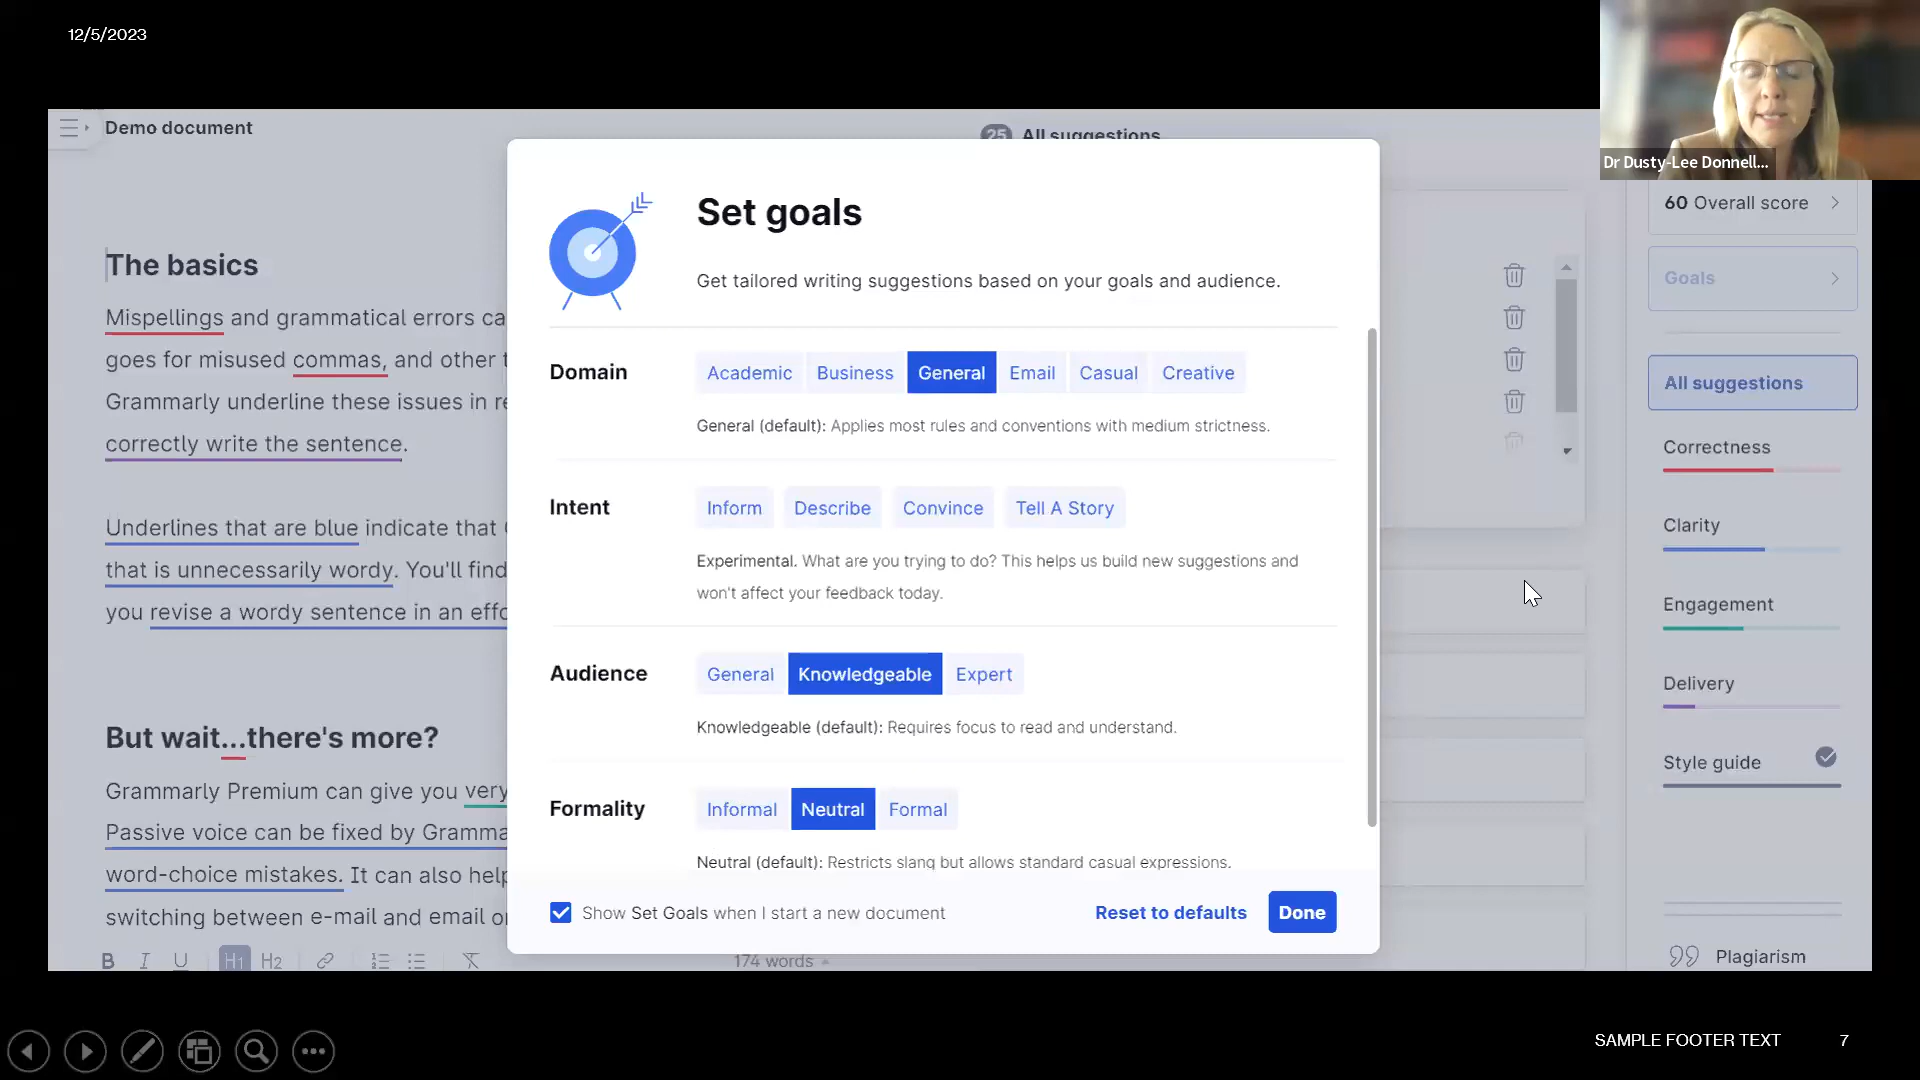 12/5/2023
Dr Dusty-Lee Donnell...
Demo document
25 All suggestions
60 Overall score
Goals
All suggestions
Correctness
Clarity
Engagement
Delivery
Style guide
Plagiarism
The basics
Mispellings and grammatical errors ca
goes for misused commas, and other
Grammarly underline these issues in
correctly write the sentence.
Underlines that are blue indicate that
that is unnecessarily wordy. You'll find
you revise a wordy sentence in an effo
But wait...there's more?
Grammarly Premium can give you very
Passive voice can be fixed by Gramma
word-choice mistakes. It can also help
switching between e-mail and email
B I U H1 H2
174 words
Set goals
Get tailored writing suggestions based on your goals and audience.
Domain
Academic Business General Email Casual Creative
General (default): Applies most rules and conventions with medium strictness.
Intent
Inform Describe Convince Tell A Story
Experimental. What are you trying to do? This helps us build new suggestions and
won't affect your feedback today.
Audience
General Knowledgeable Expert
Knowledgeable (default): Requires focus to read and understand.
Formality
Informal Neutral Formal
Neutral (default): Restricts slang but allows standard casual expressions.
Show Set Goals when I start a new document
Reset to defaults
Done
SAMPLE FOOTER TEXT 7